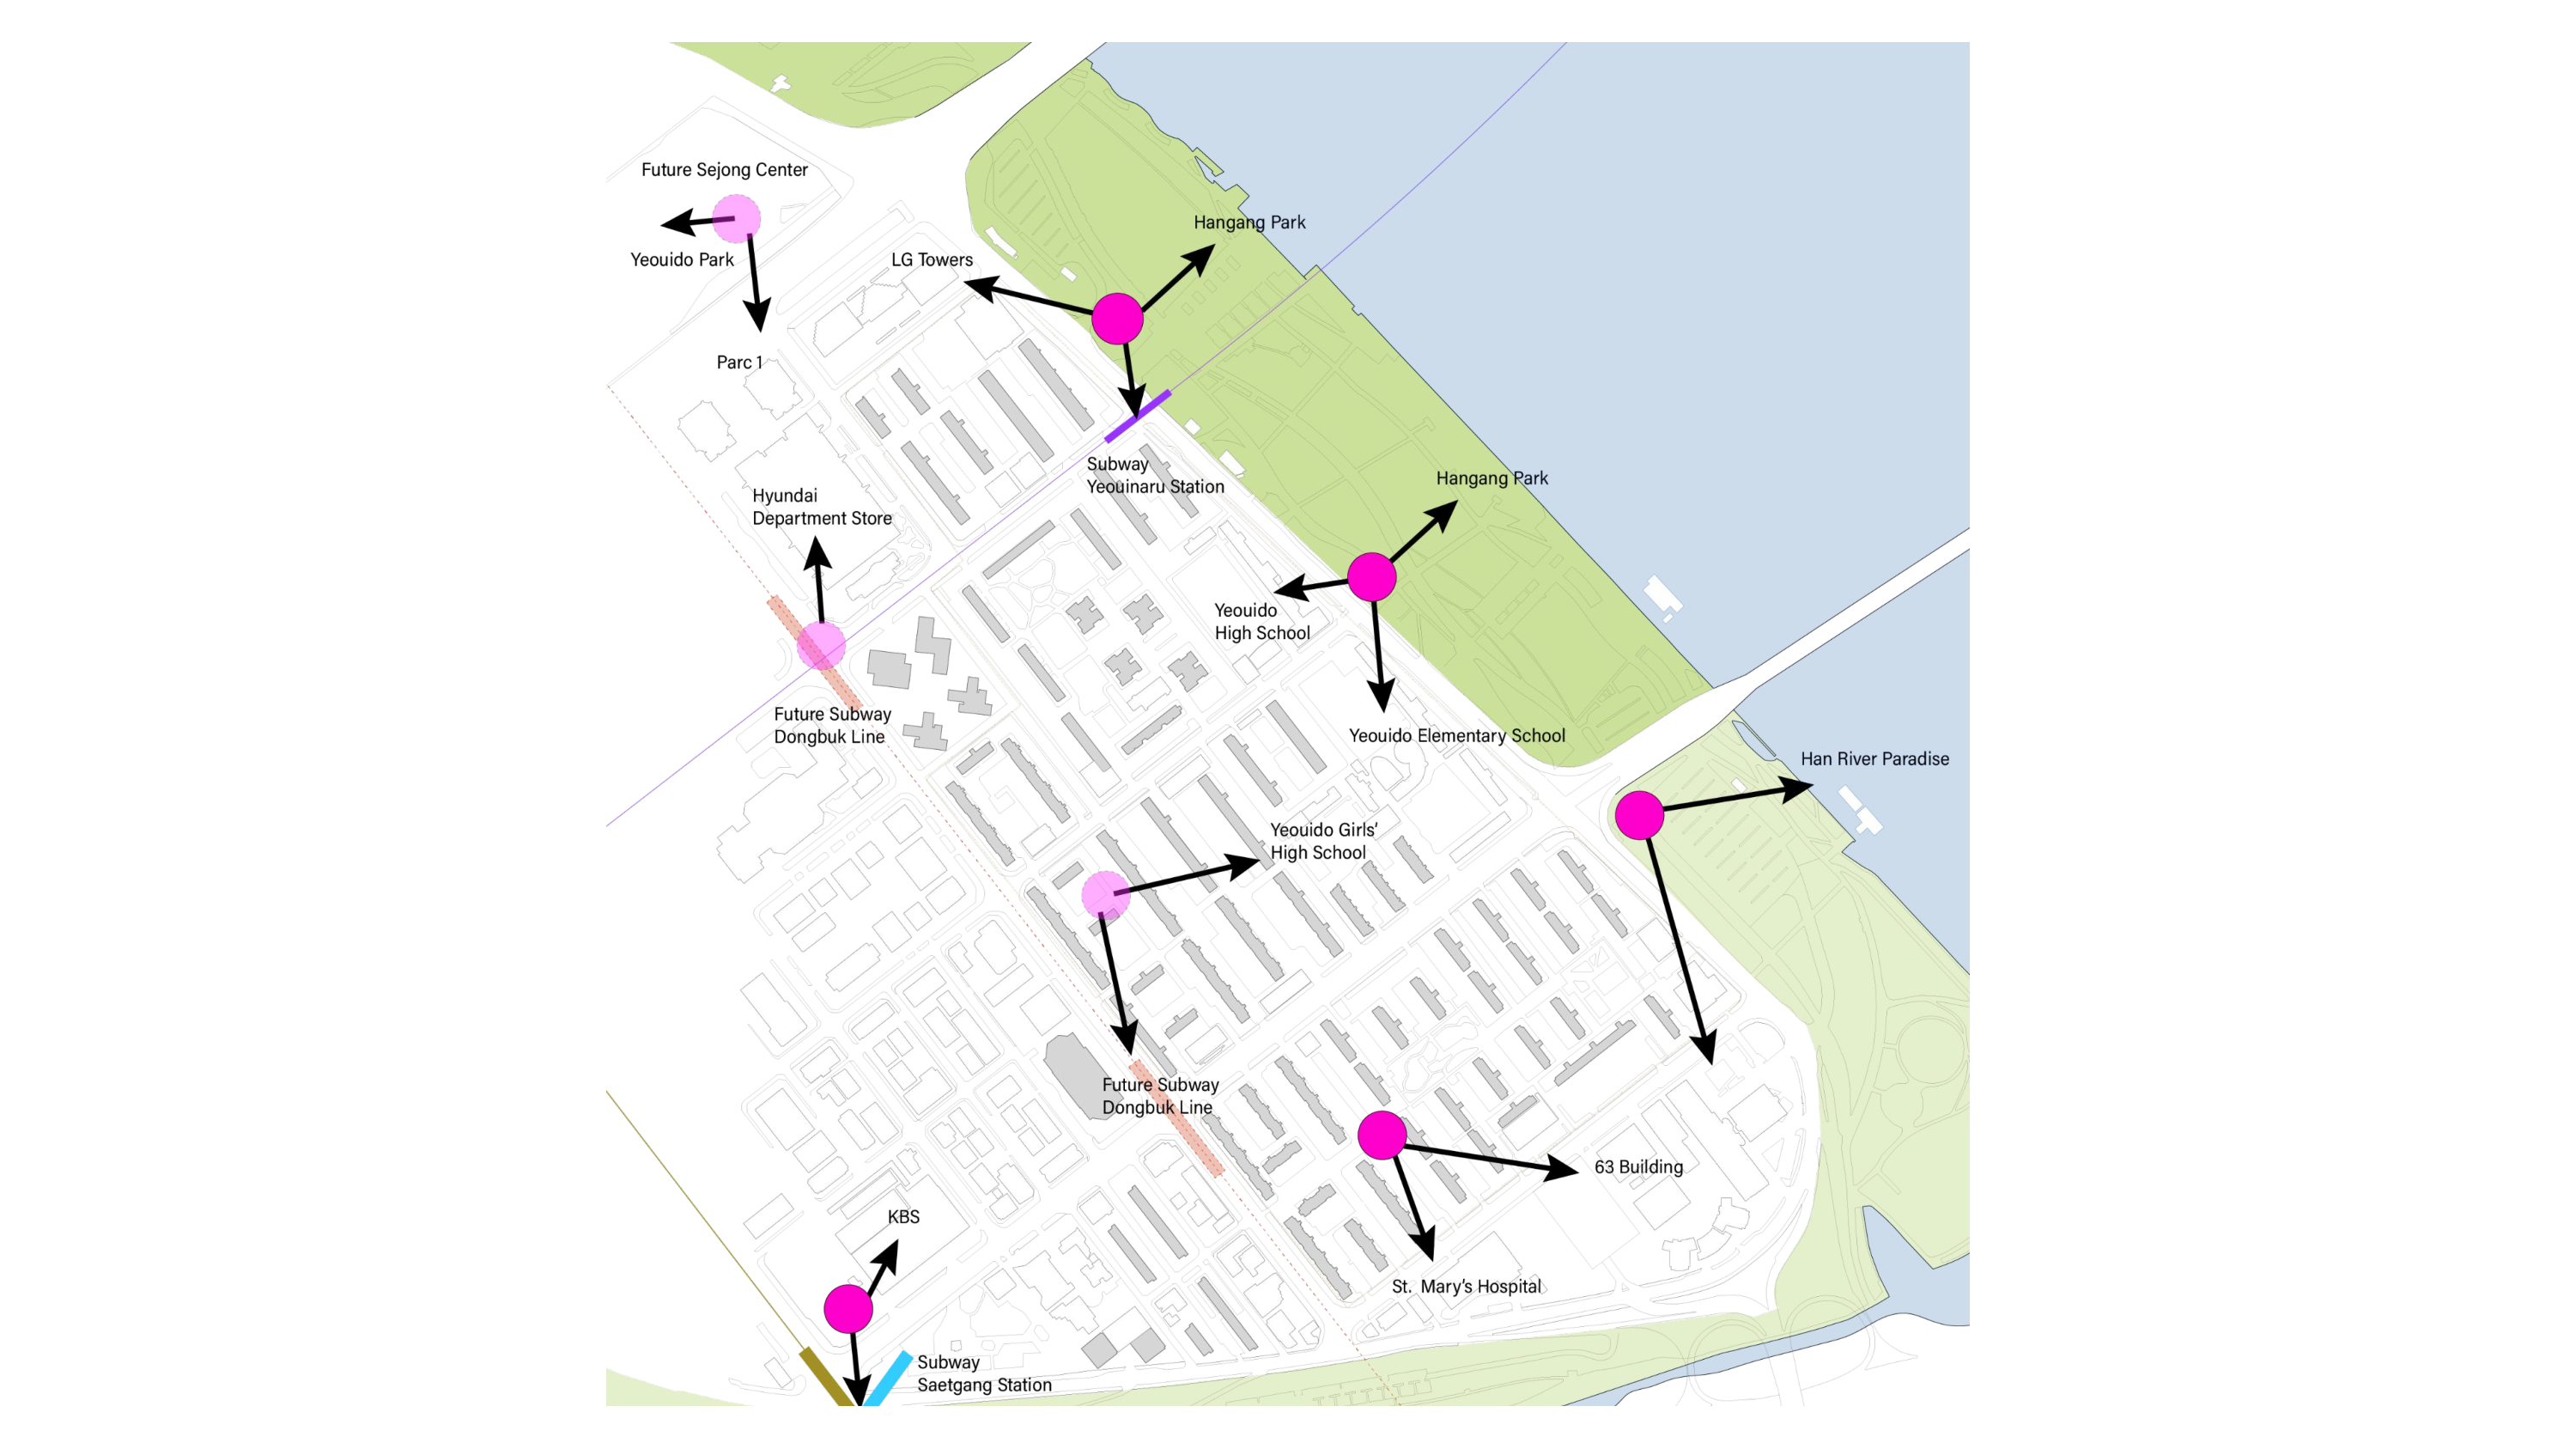 Future Sejong Center
Yeouido Park
Parc 1
LG Towers
Hangang Park
Subway
Yeouinaru Station
Hyundai
Department Store
Hangang Park
Yeouido
High School
Yeouido Elementary School
Future Subway
Dongbuk Line
Han River Paradise
Yeouido Girls’
High School
Future Subway
Dongbuk Line
63 Building
KBS
St. Mary’s Hospital
Subway
Saetgang Station